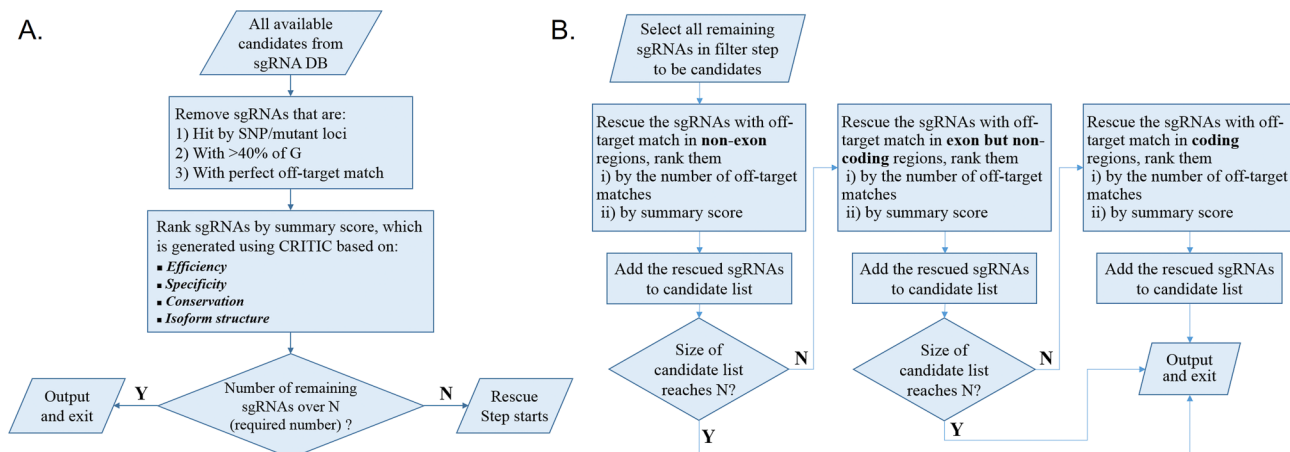 A.
All
available
candidates from
sgRNA DB
Remove sgRNAs that are:
1) Hit by SNP/mutant loci
2) With >40% of G
3) With perfect off-target match
Rank sgRNAs by summary score, which
is generated using CRITIC based on:
▪ Efficiency
▪ Specificity
▪ Conservation
▪ Isoform structure
Number of remaining
sgRNAs over N
(required number) ?
Y
Output
and exit
N
Rescue
Step starts
B.
Select all remaining
sgRNAs in filter step
to be candidates
Rescue the sgRNAs with off-
target match in non-exon
regions, rank them
i) by the number of off-target
matches
ii) by summary score
Add the rescued sgRNAs
to candidate list
Size of
candidate list
reaches N?
N
Y
Rescue the sgRNAs with off-
target match in exon but non-
coding regions, rank them
i) by the number of off-target
matches
ii) by summary score
Add the rescued sgRNAs
to candidate list
Size of
candidate list
reaches N?
N
Y
Rescue the sgRNAs with off-
target match in coding
regions, rank them
i) by the number of off-target
matches
ii) by summary score
Add the rescued sgRNAs
to candidate list
Output
and exit